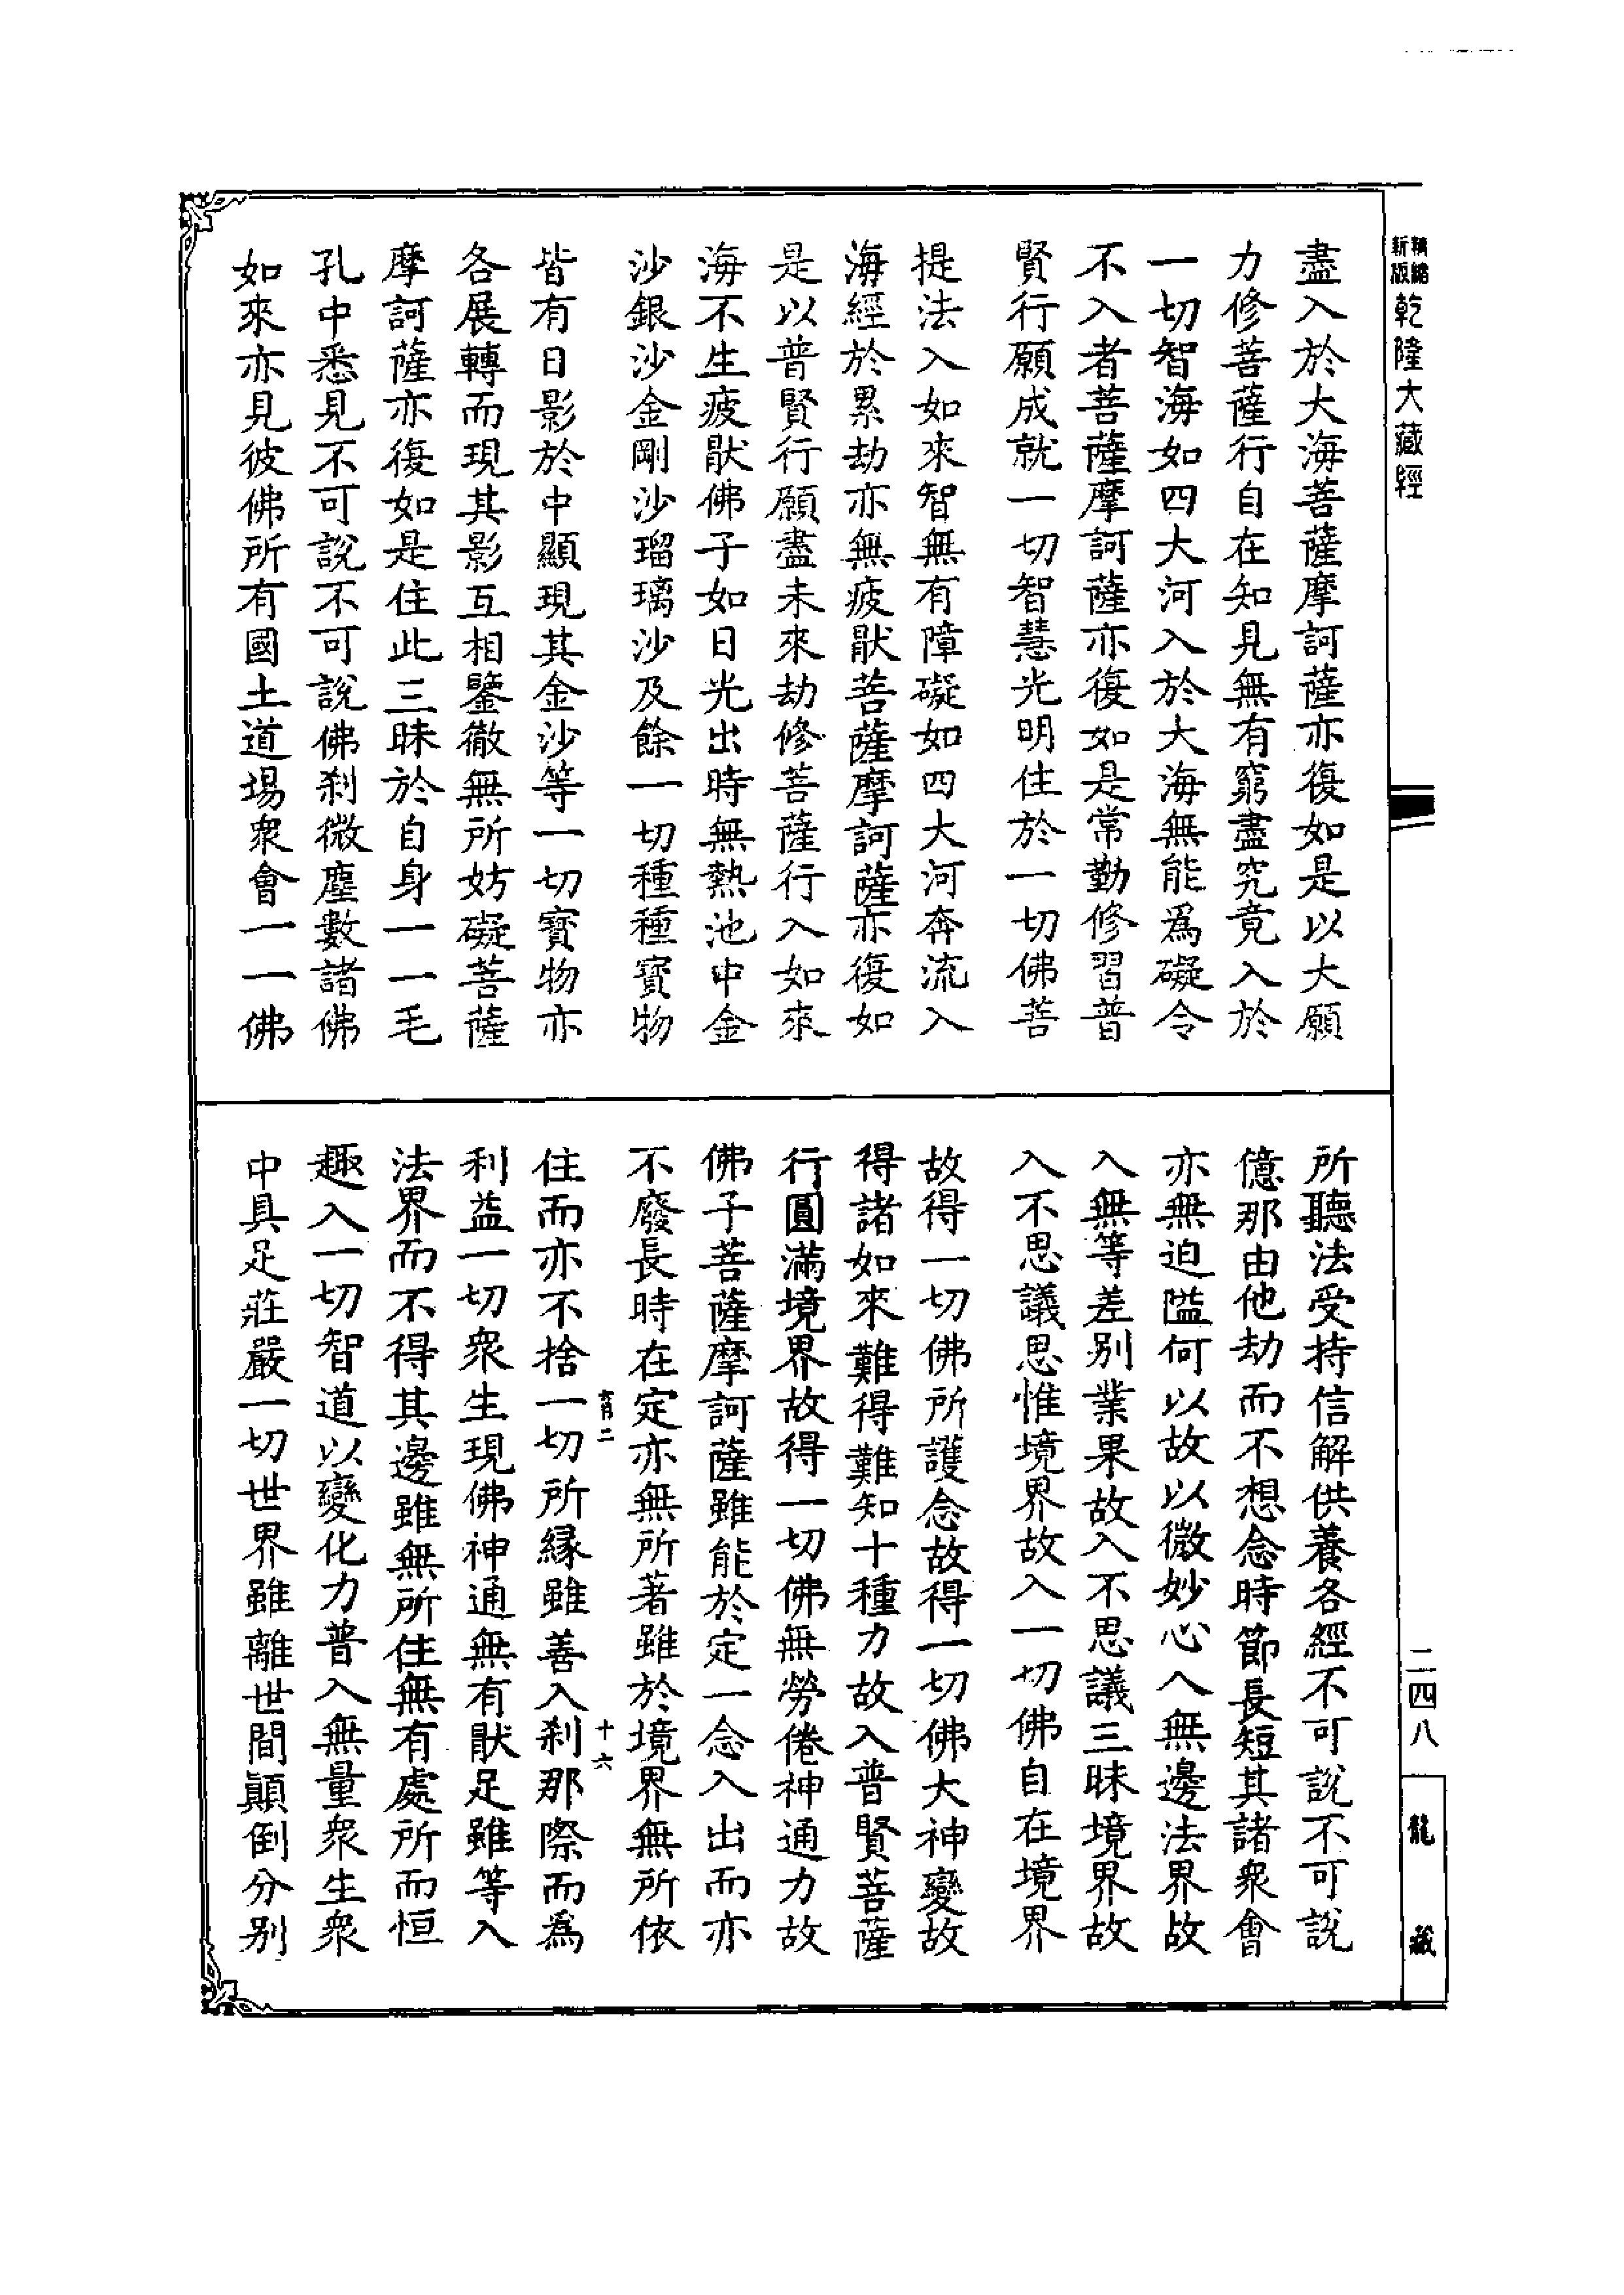 精縮新版乾隆大藏經
盡入於大海菩薩摩訶薩亦復如是以大願
力修菩薩行自在知見無有窮盡究竟入於
一切智海如四大河入於大海無能爲礙令
不入者菩薩摩訶薩亦復如是常勤修習普
賢行願成就一切智慧光明住於一切佛菩
提法入如來智無有障礙如四大河奔流入
海經於累劫亦無疲猒菩薩摩訶薩亦復如
是以普賢行願盡未來劫修菩薩行入如來
海不生疲猒佛子如日光出時無熱池中金
沙銀沙金剛沙瑠璃沙及餘一切種種寳物
皆有日影於中顯現其金沙等一切寳物亦
各展轉而現其影互相鑒徹無所妨礙菩薩
摩訶薩亦復如是住此三昧於自身一一毛
孔中悉見不可說不可說佛刹微塵數諸佛
如來亦見彼佛所有國土道場衆會一一佛
所聽法受持信解供養各經不可說不可說
億那由他劫而不想念時節長短其諸衆會
亦無迫隘何以故以微妙心入無邊法界故
入無等差別業果故入不思議三昧境界故
入不思議思惟境界故入一切佛自在境界
故得一切佛所護念故得一切佛大神變故
得諸如來難得難知十種力故入普賢菩薩
行圓滿境界故得一切佛無勞倦神通力故
佛子菩薩摩訶薩雖能於定一念入出而亦
不廢長時在定亦無所著雖於境界無所依
育二
十六
住而亦不捨一切所縁雖善入刹那際而爲
利益一切衆生現佛神通無有猒足雖等入
法界而不得其邊雖無所住無有處所而恒
趣入一切智道以變化力普入無量衆生衆
中具足莊嚴一切世界雖離世間顛倒分別
二四八
龍藏